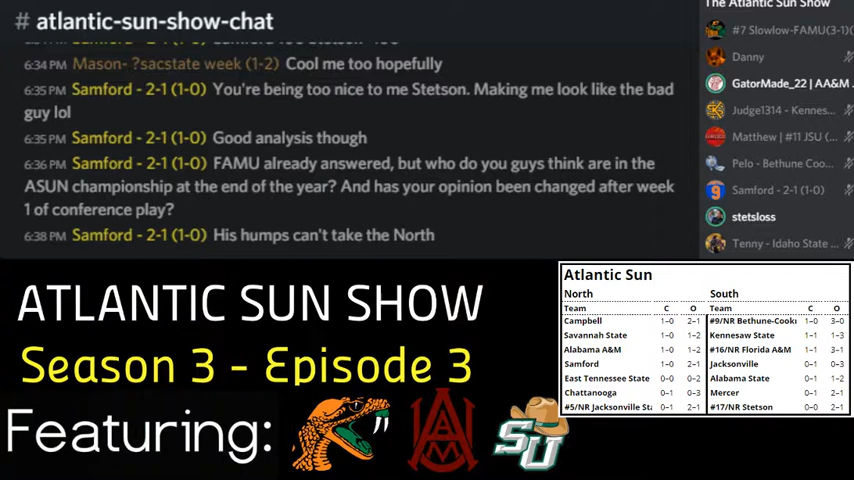 # atlantic-sun-show-chat
6:34 PM Mason- ?sacstate week (1-2) Cool me too hopefully
6:35 PM Samford - 2-1 (1-0) You're being too nice to me Stetson. Making me look like the bad
guy lol
6:35 PM Samford - 2-1 (1-0) Good analysis though
6:36 PM Samford - 2-1 (1-0) FAMU already answered, but who do you guys think are in the
ASUN championship at the end of the year? And has your opinion been changed after week
1 of conference play?
6:38 PM Samford - 2-1 (1-0) His humps can't take the North
The Atlantic Sun Show
#7 Slowlow-FAMU(3-1)(
Danny
GatorMade_22 | AA&M
Judge1314 - Kennes...
Matthew | #11 JSU (...
Pelo - Bethune Coo...
Samford - 2-1 (1-0)
stetsloss
Tenny - Idaho State ...
ATLANTIC SUN SHOW
Season 3 - Episode 3
Featuring:
SU
Atlantic Sun
North South
Team C O Team C O
Campbell 1-0 2-1 #9/NR Bethune-Cook 1-0 3-0
Savannah State 1-0 1-2 Kennesaw State 1-1 1-3
Alabama A&M 1-0 1-2 #16/NR Florida A&M 1-1 3-1
Samford 1-0 2-1 Jacksonville 0-1 0-3
East Tennessee State 0-0 0-2 Alabama State 0-1 1-2
Chattanooga 0-1 0-3 Mercer 0-1 2-1
#5/NR Jacksonville Sta 0-1 2-1 #17/NR Stetson 0-0 2-1